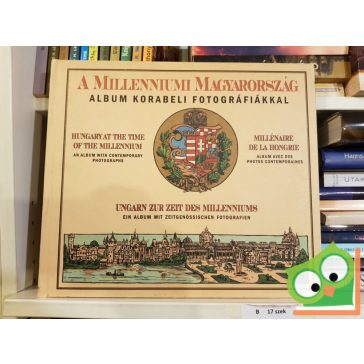 A MILLENNIUMI MAGYARORSZÁG
ALBUM KORABELI FOTOGRÁFIÁKKAL
HUNGARY AT THE TIME
OF THE MILLENNIUM
AN ALBUM WITH CONTEMPORARY
PHOTOGRAPHS
MILLÉNAIRE
DE LA HONGRIE
ALBUM AVEC DES
PHOTOS CONTEMPORAINES
UNGARN ZUR ZEIT DES MILLENNIUMS
EIN ALBUM MIT ZEITGENÖSSISCHEN FOTOGRAFIEN
B 17 szek
UTAK